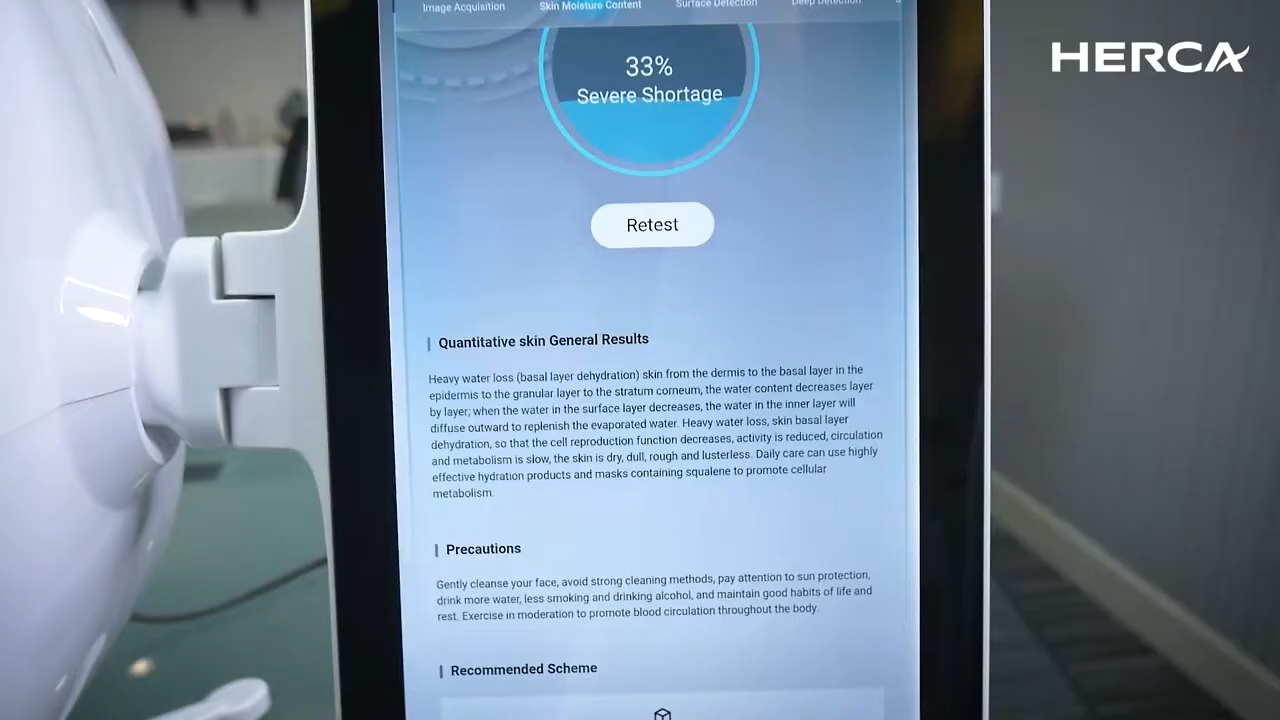 Image Acquisition Skin Moisture Content Surface Detection Deep Detection
HERCA
33%
Severe Shortage
Retest
Quantitative skin General Results
Heavy water loss (basal layer dehydration) skin from the dermis to the basal layer in the
epidermis to the granular layer to the stratum corneum, the water content decreases layer
by layer; when the water in the surface layer decreases, the water in the inner layer will
diffuse outward to replenish the evaporated water. Heavy water loss, skin basal layer
dehydration, so that the cell reproduction function decreases, activity is reduced, circulation
and metabolism is slow, the skin is dry, dull, rough and lusterless. Daily care can use highly
effective hydration products and masks containing squalene to promote cellular
metabolism.
Precautions
Gently cleanse your face, avoid strong cleaning methods, pay attention to sun protection,
drink more water, less smoking and drinking alcohol, and maintain good habits of life and
rest. Exercise in moderation to promote blood circulation throughout the body.
Recommended Scheme